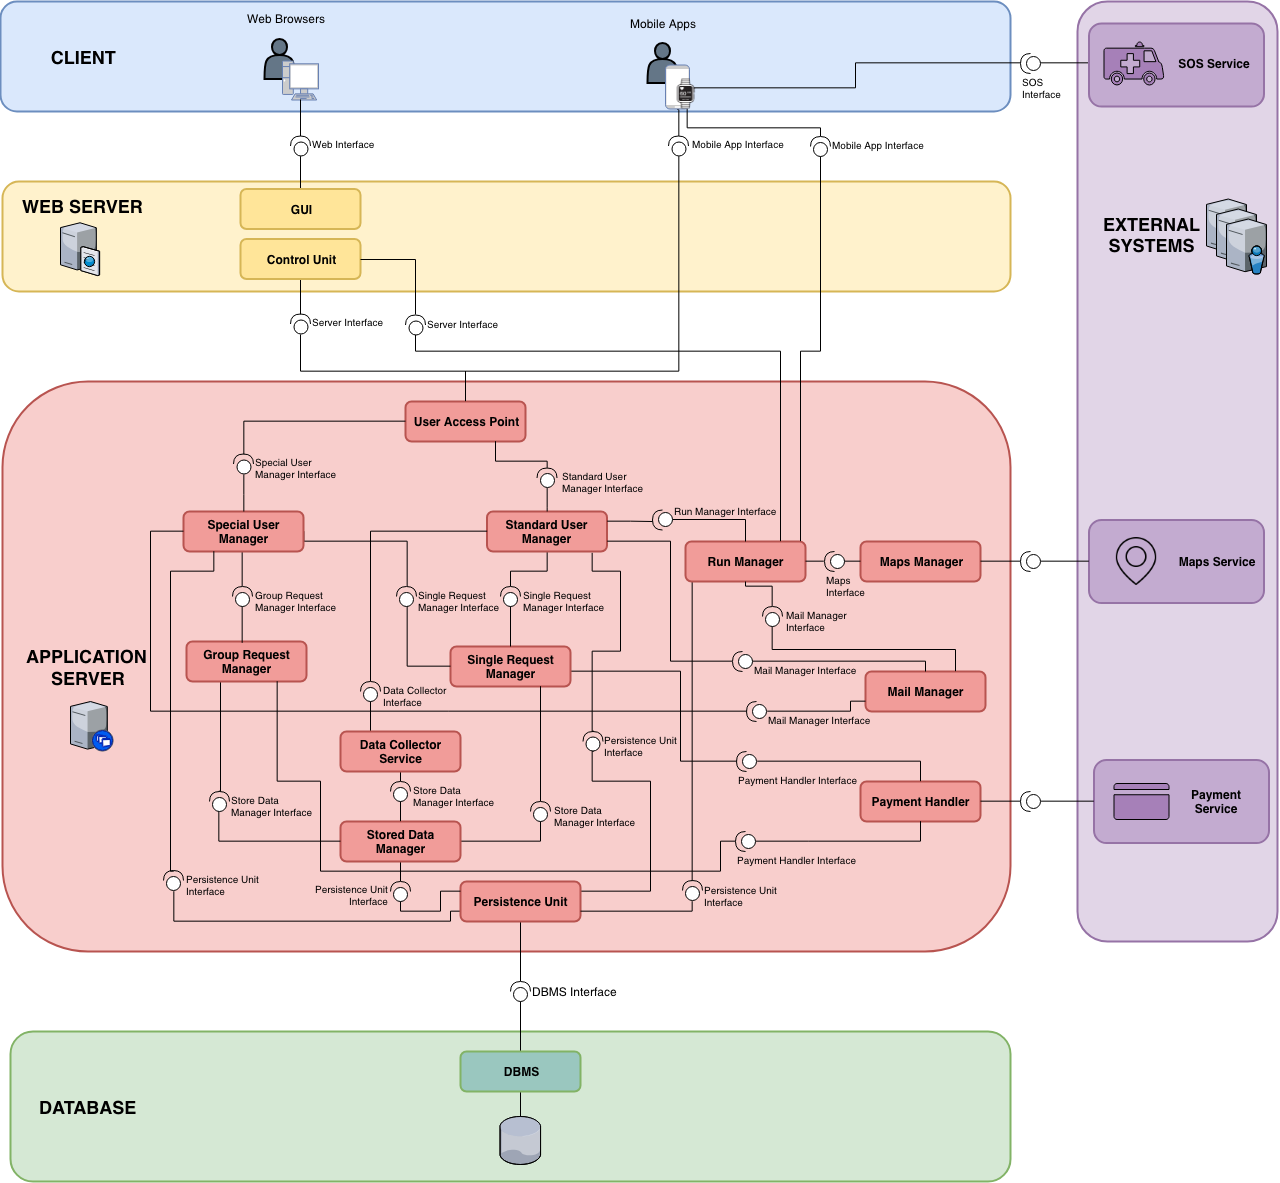 Web Browsers
Mobile Apps
CLIENT
SOS Service
SOS
Interface
Web Interface
Mobile App Interface
Mobile App Interface
WEB SERVER
GUI
Control Unit
EXTERNAL
SYSTEMS
Server Interface
Server Interface
User Access Point
Special User
Manager Interface
Standard User
Manager Interface
Special User
Manager
Standard User
Manager
Run Manager Interface
Run Manager
Maps
Interface
Maps Manager
Maps Service
Group Request
Manager Interface
Single Request
Manager Interface
Single Request
Manager Interface
Mail Manager
Interface
APPLICATION
SERVER
Group Request
Manager
Single Request
Manager
Mail Manager Interface
Mail Manager
Data Collector
Interface
Mail Manager Interface
Data Collector
Service
Persistence Unit
Interface
Payment Handler Interface
Store Data
Manager Interface
Store Data
Manager Interface
Store Data
Manager Interface
Payment Handler
Payment
Service
Stored Data
Manager
Payment Handler Interface
Persistence Unit
Interface
Persistence Unit
Interface
Persistence Unit
Persistence Unit
Interface
DBMS Interface
DBMS
DATABASE